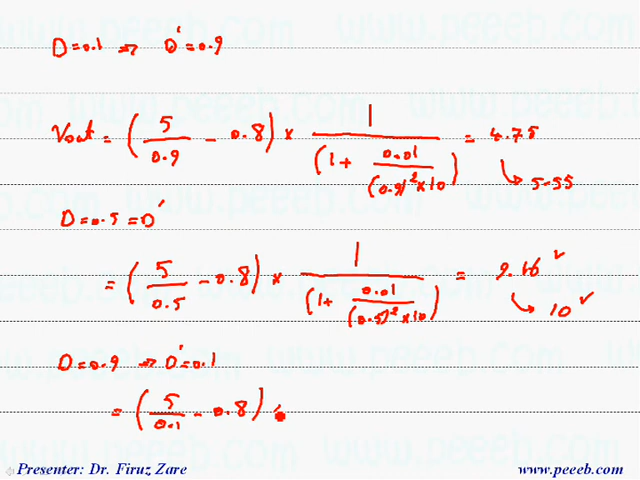 D=0.1 ⇒ D'=0.9
Vout = (5/0.9 - 0.8) × 1/(1+ 0.01/((0.9)²×10)) = 4.75
↳ 5.55
D=0.5=D'
= (5/0.5 - 0.8) × 1/(1+ 0.01/((0.5)²×10)) = 9.16 ✓
↳ 10 ✓
D=0.9 ⇒ D'=0.1
= (5/0.1 - 0.8)
Presenter: Dr. Firuz Zare www.peeeb.com